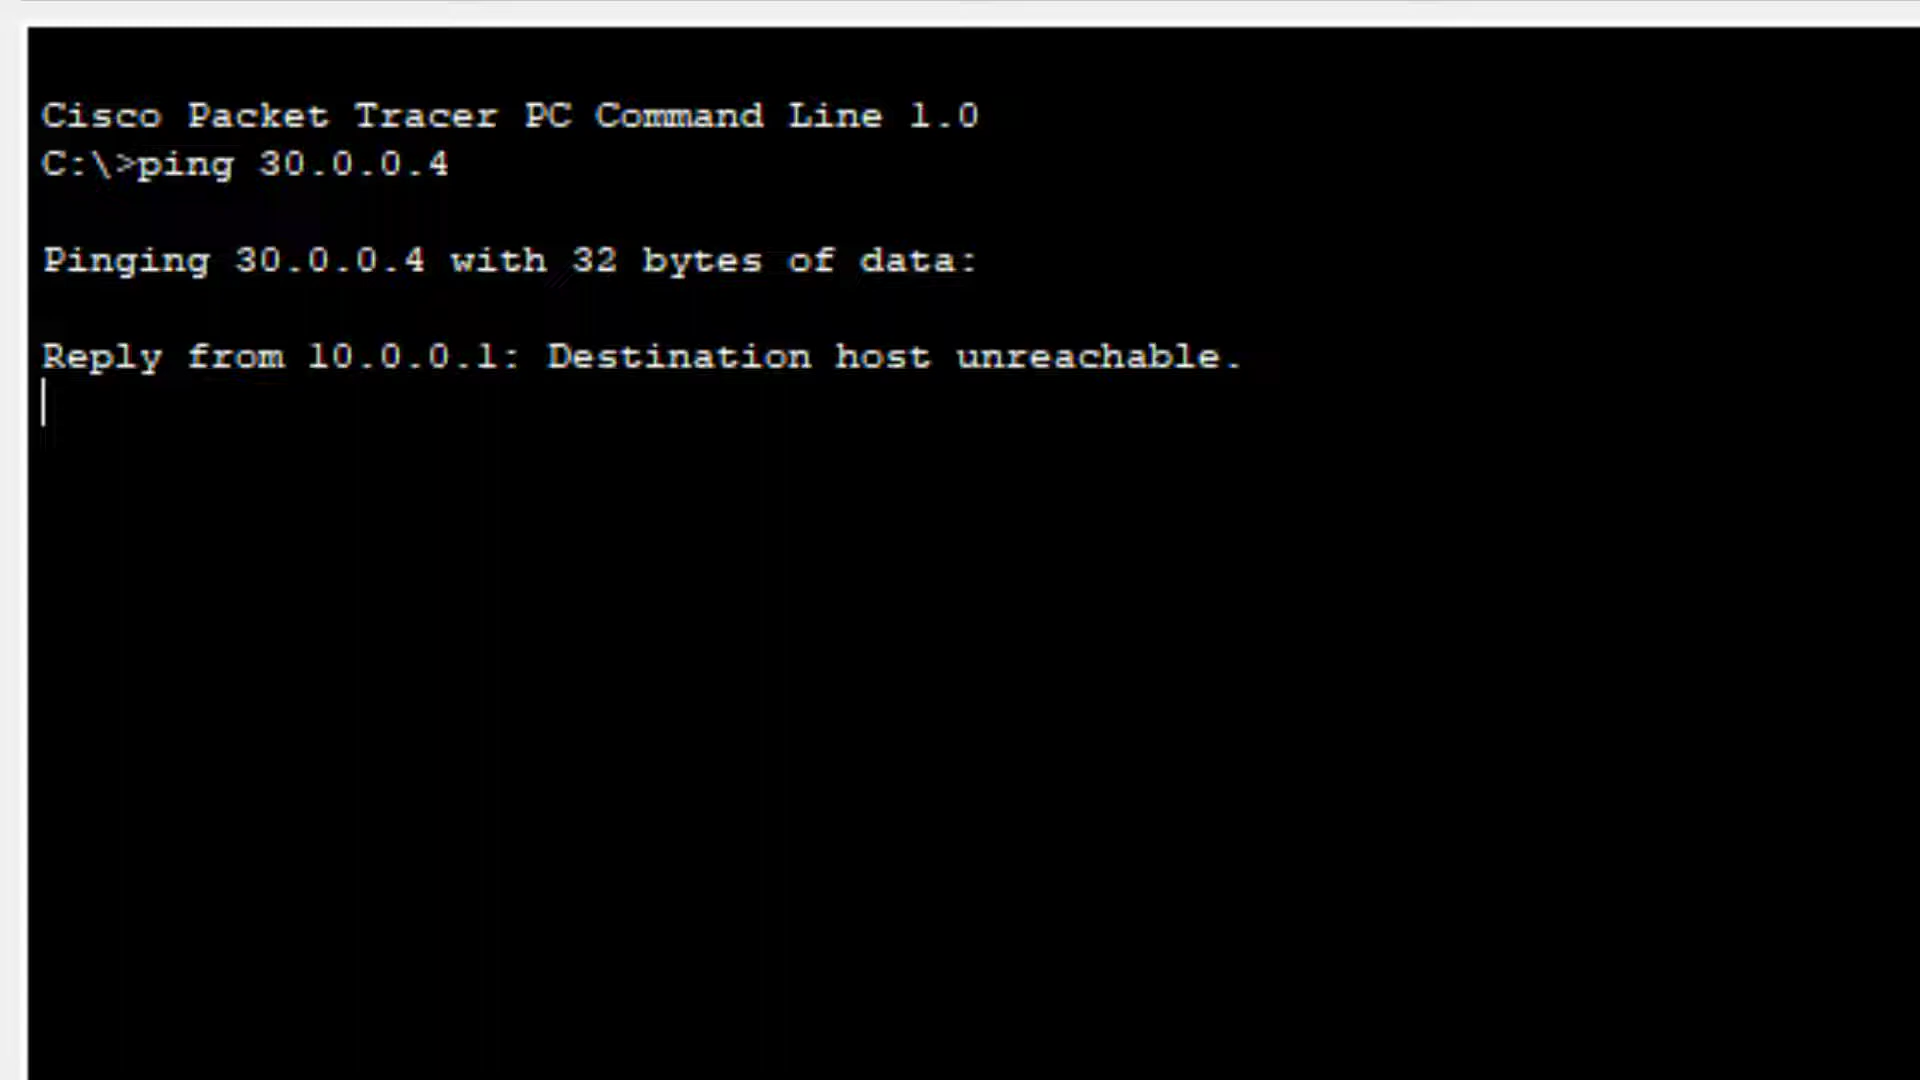 Cisco Packet Tracer PC Command Line 1.0
C:\>ping 30.0.0.4
Pinging 30.0.0.4 with 32 bytes of data:
Reply from 10.0.0.1: Destination host unreachable.